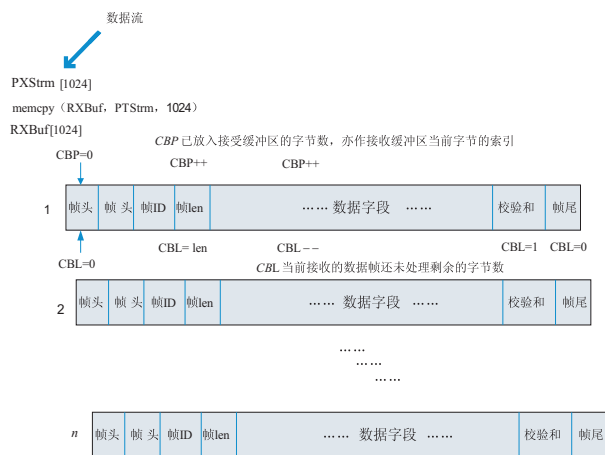 数据流
PXStrm [1024]
memcpy（RXBuf，PTStrm，1024）
RXBuf[1024]
CBP已放入接受缓冲区的字节数，亦作接收缓冲区当前字节的索引
CBP=0 CBP++ CBP++
1 帧头 帧 头 帧ID 帧len …… 数据字段 …… 校验和 帧尾
CBL=0 CBL= len CBL－－ CBL=1 CBL=0
CBL当前接收的数据帧还未处理剩余的字节数
2 帧头 帧 头 帧ID 帧len …… 数据字段 …… 校验和 帧尾
……
……
……
n 帧头 帧 头 帧ID 帧len …… 数据字段 …… 校验和 帧尾